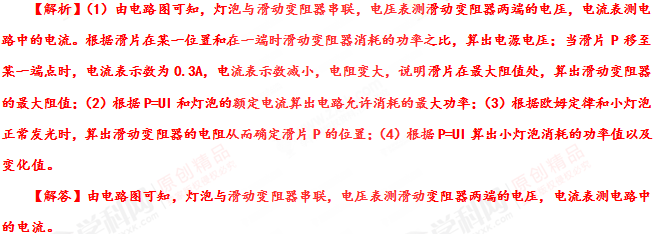 【解析】（1）由电路图可知，灯泡与滑动变阻器串联，电压表测滑动变阻器两端的电压，电流表测电
路中的电流。根据滑片在某一位置和在一端时滑动变阻器消耗的功率之比，算出电源电压；当滑片 P 移至
某一端点时，电流表示数为 0.3A，电流表示数减小，电阻变大，说明滑片在最大阻值处，算出滑动变阻器
的最大阻值；（2）根据 P=UI 和灯泡的额定电流算出电路允许消耗的最大功率；（3）根据欧姆定律和小灯泡
正常发光时，算出滑动变阻器的电阻从而确定滑片 P 的位置；（4）根据 P=UI 算出小灯泡消耗的功率值以及
变化值。
【解答】由电路图可知，灯泡与滑动变阻器串联，电压表测滑动变阻器两端的电压，电流表测电路中
的电流。